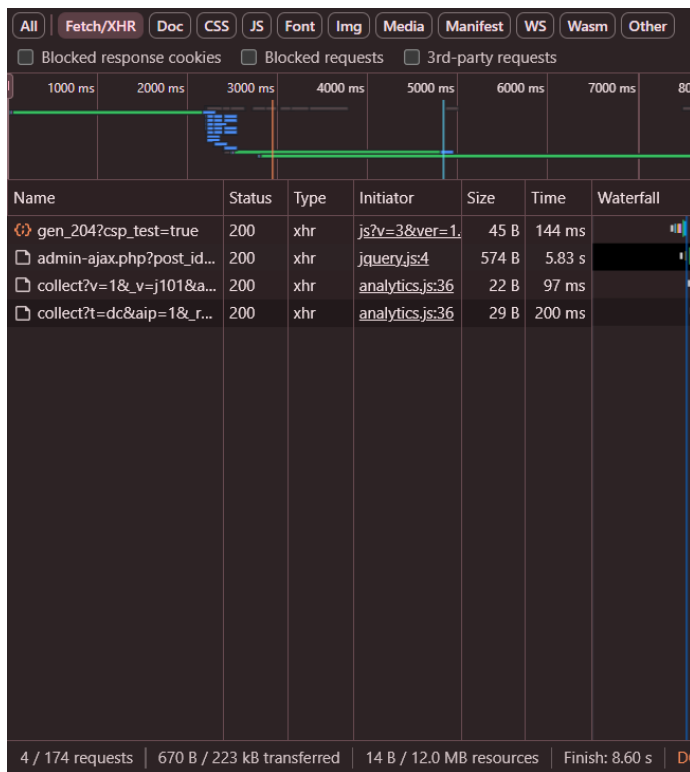 All Fetch/XHR Doc CSS JS Font Img Media Manifest WS Wasm Other
Blocked response cookies Blocked requests 3rd-party requests
1000 ms 2000 ms 3000 ms 4000 ms 5000 ms 6000 ms 7000 ms 80
Name Status Type Initiator Size Time Waterfall
gen_204?csp_test=true 200 xhr js?v=3&ver=1. 45 B 144 ms
admin-ajax.php?post_id... 200 xhr jquery.js:4 574 B 5.83 s
collect?v=1&_v=j101&a... 200 xhr analytics.js:36 22 B 97 ms
collect?t=dc&aip=1&_r... 200 xhr analytics.js:36 29 B 200 ms
4 / 174 requests 670 B / 223 kB transferred 14 B / 12.0 MB resources Finish: 8.60 s D